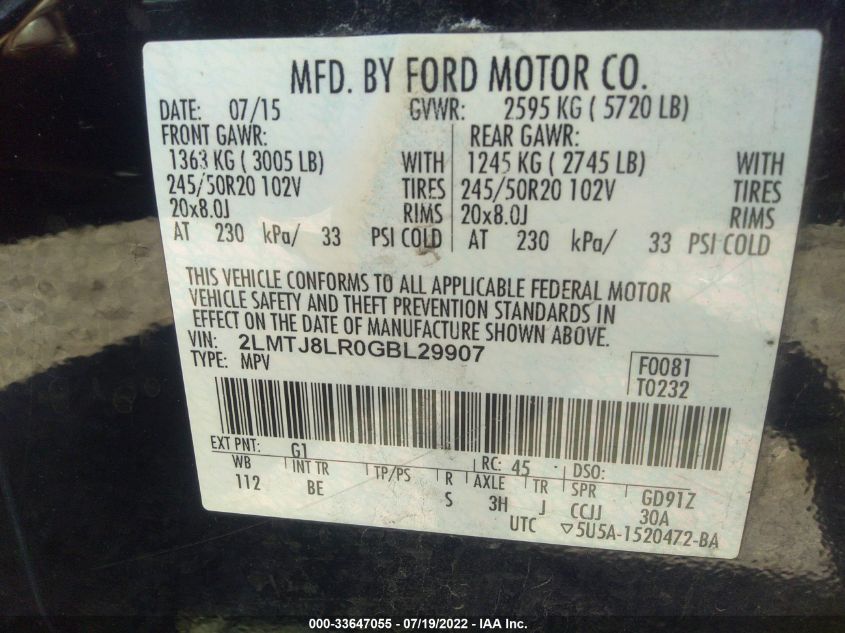 MFD. BY FORD MOTOR CO.
DATE: 07/15 GVWR: 2595 KG ( 5720 LB)
FRONT GAWR: REAR GAWR:
1363 KG ( 3005 LB) WITH 1245 KG ( 2745 LB) WITH
245/50R20 102V TIRES 245/50R20 102V TIRES
20x8.0J RIMS 20x8.0J RIMS
AT 230 kPa/ 33 PSI COLD AT 230 kPa/ 33 PSI COLD
THIS VEHICLE CONFORMS TO ALL APPLICABLE FEDERAL MOTOR
VEHICLE SAFETY AND THEFT PREVENTION STANDARDS IN
EFFECT ON THE DATE OF MANUFACTURE SHOWN ABOVE.
VIN: 2LMTJ8LR0GBL29907
TYPE: MPV
F0081
T0232
EXT PNT: G1 RC: 45 DSO:
WB INT TR TP/PS R AXLE TR SPR GD91Z
112 BE S 3H J CCJJ 30A
UTC ▽5U5A-1520472-BA
000-33647055 - 07/19/2022 - IAA Inc.